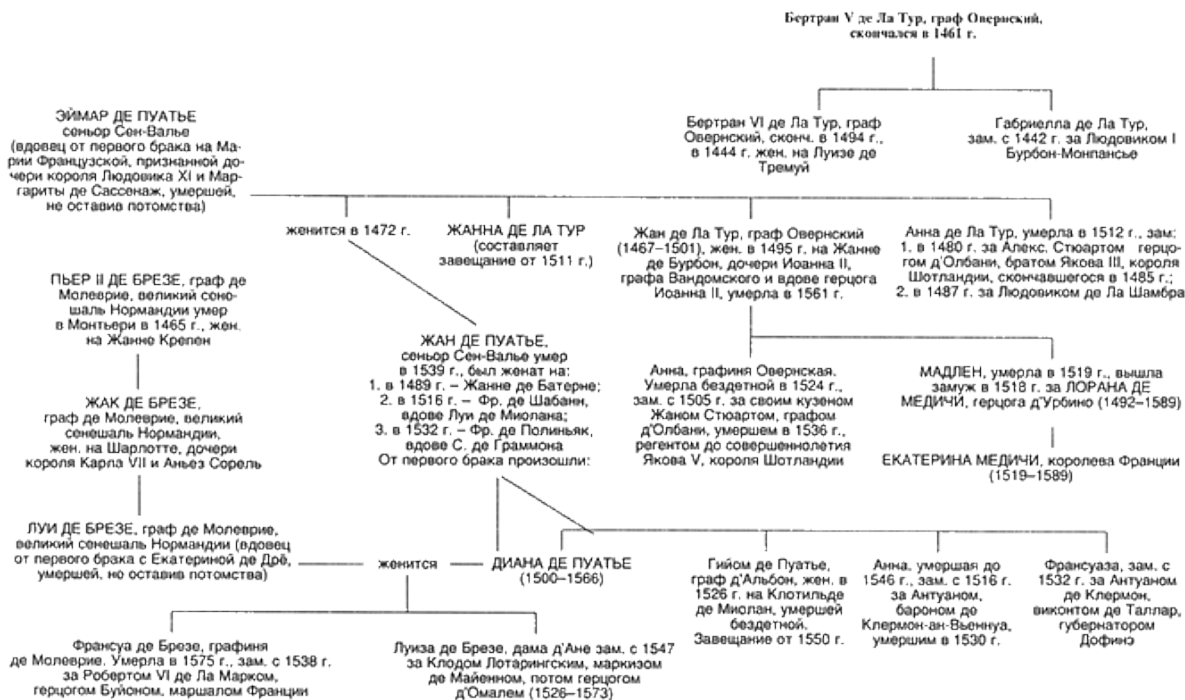 Бертран V де Ла Тур, граф Овернский,
скончался в 1461 г.
ЭЙМАР ДЕ ПУАТЬЕ
сеньор Сен-Валье
(вдовец от первого брака на Ма-
рии Французской, признанной до-
чери короля Людовика XI и Мар-
гариты де Сассенаж, умершей,
не оставив потомства)
Бертран VI де Ла Тур, граф
Овернский, сконч. в 1494 г.,
в 1444 г. жен. на Луизе де
Тремуй
Габриелла де Ла Тур,
зам. с 1442 г. за Людовиком I
Бурбон-Монпансье
женится в 1472 г.
ЖАННА ДЕ ЛА ТУР
(составляет
завещание от 1511 г.)
Жан де Ла Тур, граф Овернский
(1467–1501), жен. в 1495 г. на Жанне
де Бурбон, дочери Иоанна II,
графа Вандомского и вдове герцога
Иоанна II, умерла в 1561 г.
Анна де Ла Тур, умерла в 1512 г., зам:
1. в 1480 г. за Алекс. Стюартом герцо-
гом д'Олбани, братом Якова III, короля
Шотландии, скончавшегося в 1485 г.;
2. в 1487 г. за Людовиком де Ла Шамбра
ПЬЕР II ДЕ БРЕЗЕ, граф де
Молеврие, великий сене-
шаль Нормандии умер
в Монтьери в 1465 г., жен.
на Жанне Крепен
ЖАН ДЕ ПУАТЬЕ,
сеньор Сен-Валье умер
в 1539 г., был женат на:
1. в 1489 г. – Жанне де Батерне;
2. в 1516 г. – Фр. де Шабанн,
вдове Луи де Миолана;
3. в 1532 г. – Фр. де Полиньяк,
вдове С. де Граммона
От первого брака произошли:
Анна, графиня Овернская.
Умерла бездетной в 1524 г.,
зам. с 1505 г. за своим кузеном
Жаном Стюартом, графом
д'Олбани, умершем в 1536 г.,
регентом до совершеннолетия
Якова V, короля Шотландии
МАДЛЕН, умерла в 1519 г., вышла
замуж в 1518 г. за ЛОРАНА ДЕ
МЕДИЧИ, герцога д'Урбино (1492–1589)
ЖАК ДЕ БРЕЗЕ,
граф де Молеврие, великий
сенешаль Нормандии,
жен. на Шарлотте, дочери
короля Карла VII и Аньез Сорель
ЕКАТЕРИНА МЕДИЧИ, королева Франции
(1519–1589)
ЛУИ ДЕ БРЕЗЕ, граф де Молеврие,
великий сенешаль Нормандии (вдовец
от первого брака с Екатериной де Дрё,
умершей, но оставив потомства)
женится
ДИАНА ДЕ ПУАТЬЕ
(1500–1566)
Гийом де Пуатье,
граф д'Альбон, жен. в
1526 г. на Клотильде
де Миолан, умершей
бездетной.
Завещание от 1550 г.
Анна, умершая до
1546 г., зам. с 1516 г.
за Антуаном,
бароном де
Клермон-ан-Вьеннуа,
умершим в 1530 г.
Франсуаза, зам. с
1532 г. за Антуаном
де Клермон,
виконтом де Таллар,
губернатором
Дофинэ
Франсуа де Брезе, графиня
де Молеврие. Умерла в 1575 г., зам. с 1538 г.
за Робертом VI де Ла Марком,
герцогом Буйоном, маршалом Франции
Луиза де Брезе, дама д'Ане зам. с 1547
за Клодом Лотарингским, маркизом
де Майенном, потом герцогом
д'Омалем (1526–1573)